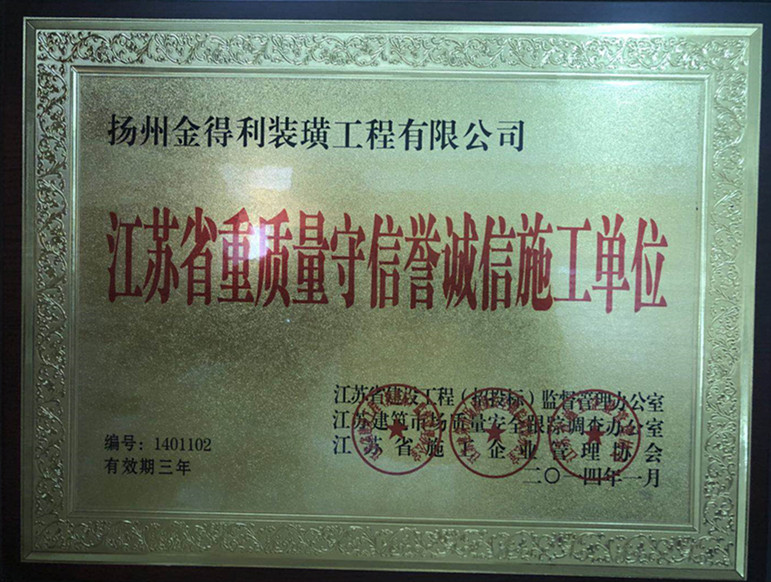 扬州金得利装璜工程有限公司
江苏省重质量守信誉诚信施工单位
江苏省建设工程（招投标）监督管理办公室
江苏建筑市场质量安全跟踪调查办公室
江苏省施工企业管理协会
二〇一四年一月
编号：1401102
有效期三年